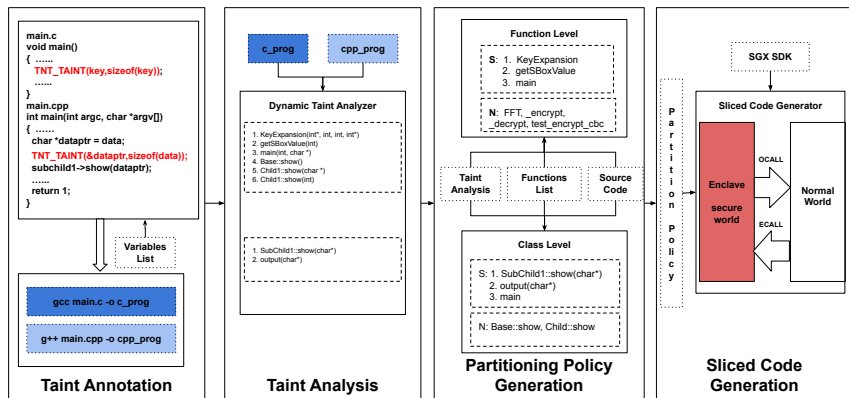 main.c
void main()
{ ......
TNT_TAINT(key,sizeof(key));
......
}
main.cpp
int main(int argc, char *argv[])
{ ......
char *dataptr = data;
TNT_TAINT(&dataptr,sizeof(data));
subchild1->show(dataptr);
......
return 1;
}
Variables
List
gcc main.c -o c_prog
g++ main.cpp -o cpp_prog
Taint Annotation
c_prog
cpp_prog
Dynamic Taint Analyzer
1. KeyExpansion(int*, int, int, int*)
2. getSBoxValue(int)
3. main(int, char *)
4. Base::show()
5. Child1::show(char *)
6. Child1::show(int)
1. SubChild1::show(char*)
2. output(char*)
Taint Analysis
Function Level
S: 1. KeyExpansion
2. getSBoxValue
3. main
N: FFT, _encrypt,
_decrypt, test_encrypt_cbc
Taint
Analysis
Functions
List
Source
Code
Class Level
S: 1. SubChild1::show(char*)
2. output(char*)
3. main
N: Base::show, Child::show
Partitioning Policy
Generation
Partition Policy
SGX SDK
Sliced Code Generator
Enclave
secure
world
OCALL
ECALL
Normal
World
Sliced Code
Generation